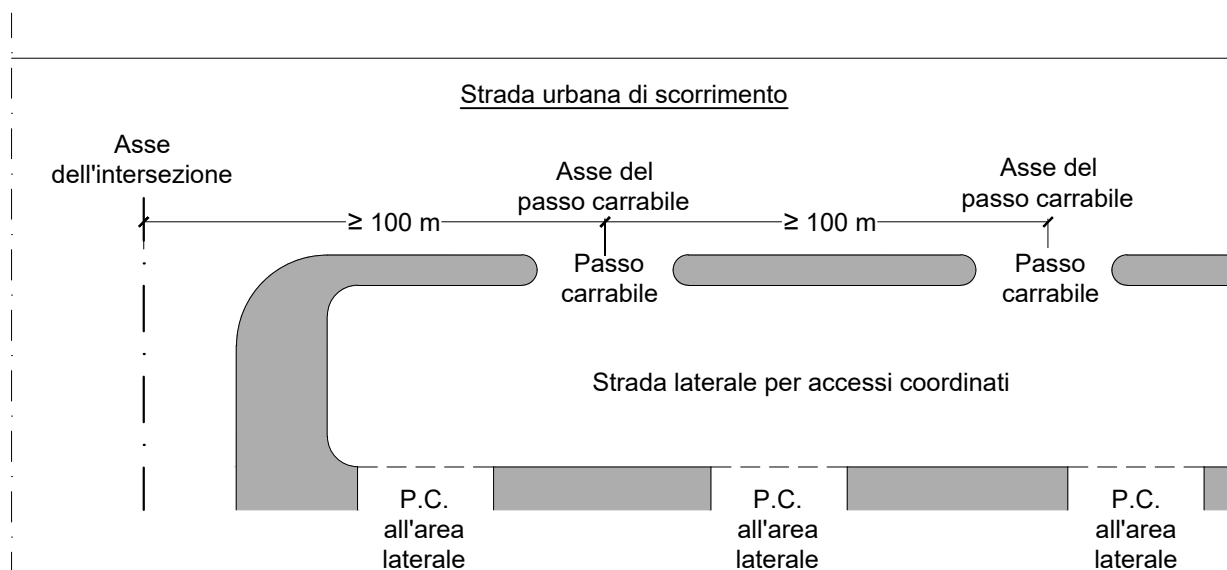 Strada urbana di scorrimento
Asse
dell'intersezione
Asse del
passo carrabile
Asse del
passo carrabile
≥ 100 m
≥ 100 m
Passo
carrabile
Passo
carrabile
Strada laterale per accessi coordinati
P.C.
all'area
laterale
P.C.
all'area
laterale
P.C.
all'area
laterale